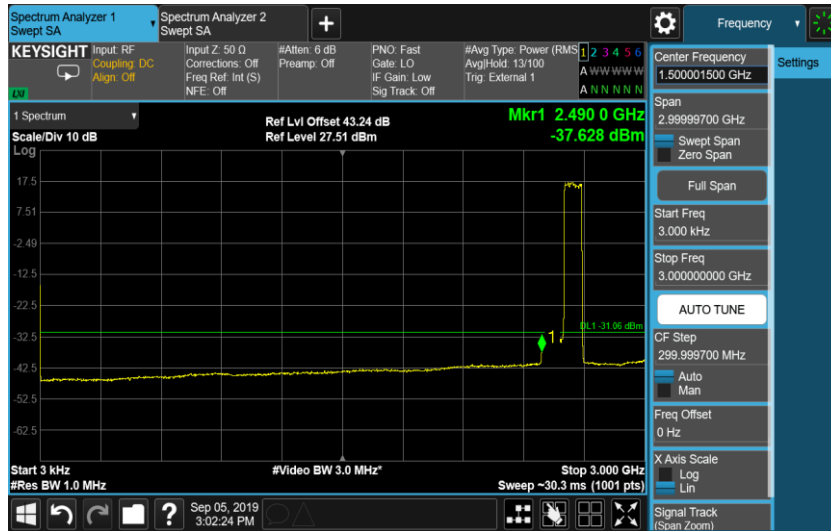 Spectrum Analyzer 1
Swept SA
Spectrum Analyzer 2
Swept SA
Frequency
KEYSIGHT
LXI
Input: RF
Coupling: DC
Align: Off
Input Z: 50 Ω
Corrections: Off
Freq Ref: Int (S)
NFE: Off
#Atten: 6 dB
Preamp: Off
PNO: Fast
Gate: LO
IF Gain: Low
Sig Track: Off
#Avg Type: Power (RMS
Avg|Hold: 13/100
Trig: External 1
1 2 3 4 5 6
A W W W W W
A N N N N N
Center Frequency
1.500001500 GHz
Settings
Span
2.99999700 GHz
Swept Span
Zero Span
Full Span
Start Freq
3.000 kHz
Stop Freq
3.000000000 GHz
AUTO TUNE
CF Step
299.999700 MHz
Auto
Man
Freq Offset
0 Hz
X Axis Scale
Log
Lin
Signal Track
(Span Zoom)
1 Spectrum
Scale/Div 10 dB
Log
Ref Lvl Offset 43.24 dB
Ref Level 27.51 dBm
Mkr1 2.490 0 GHz
-37.628 dBm
17.5
7.51
-2.49
-12.5
-22.5
DL1 -31.06 dBm
1
-32.5
-42.5
-52.5
-62.5
Start 3 kHz
#Res BW 1.0 MHz
#Video BW 3.0 MHz*
Stop 3.000 GHz
Sweep ~30.3 ms (1001 pts)
?
Sep 05, 2019
3:02:24 PM